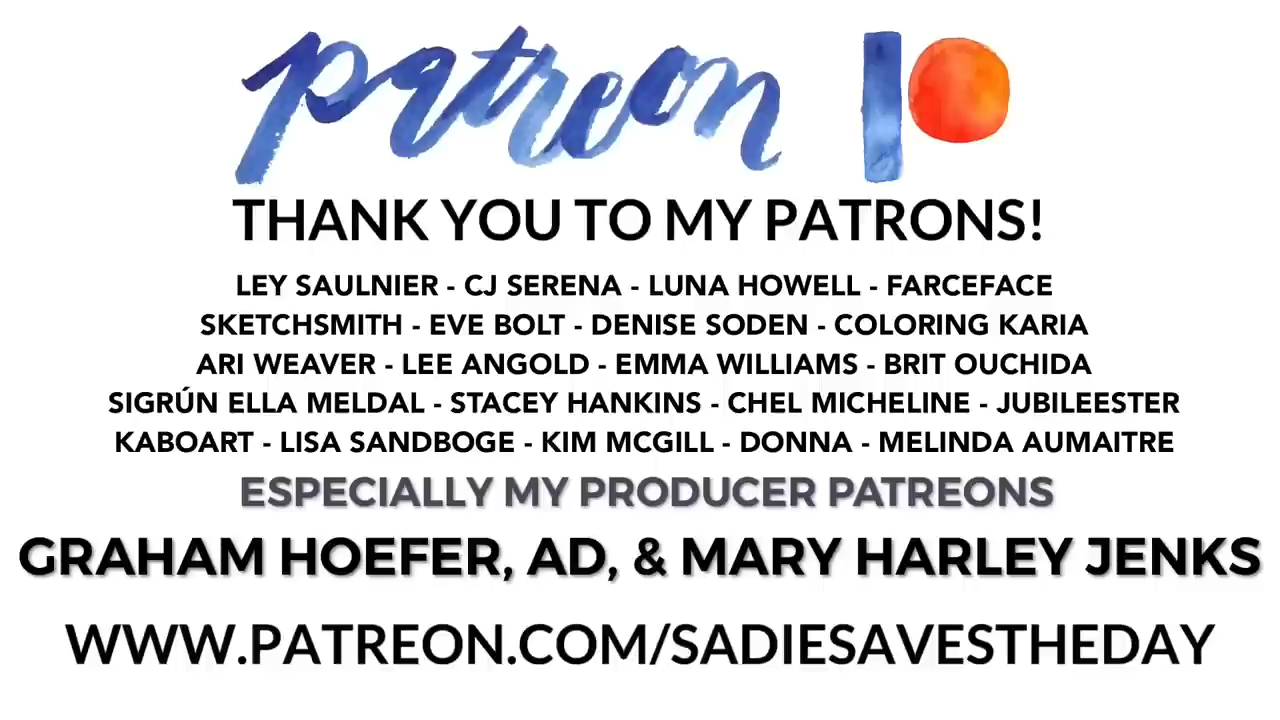 patreon
THANK YOU TO MY PATRONS!
LEY SAULNIER - CJ SERENA - LUNA HOWELL - FARCEFACE
SKETCHSMITH - EVE BOLT - DENISE SODEN - COLORING KARIA
ARI WEAVER - LEE ANGOLD - EMMA WILLIAMS - BRIT OUCHIDA
SIGRÚN ELLA MELDAL - STACEY HANKINS - CHEL MICHELINE - JUBILEESTER
KABOART - LISA SANDBOGE - KIM MCGILL - DONNA - MELINDA AUMAITRE
ESPECIALLY MY PRODUCER PATREONS
GRAHAM HOEFER, AD, & MARY HARLEY JENKS
WWW.PATREON.COM/SADIESAVESTHEDAY